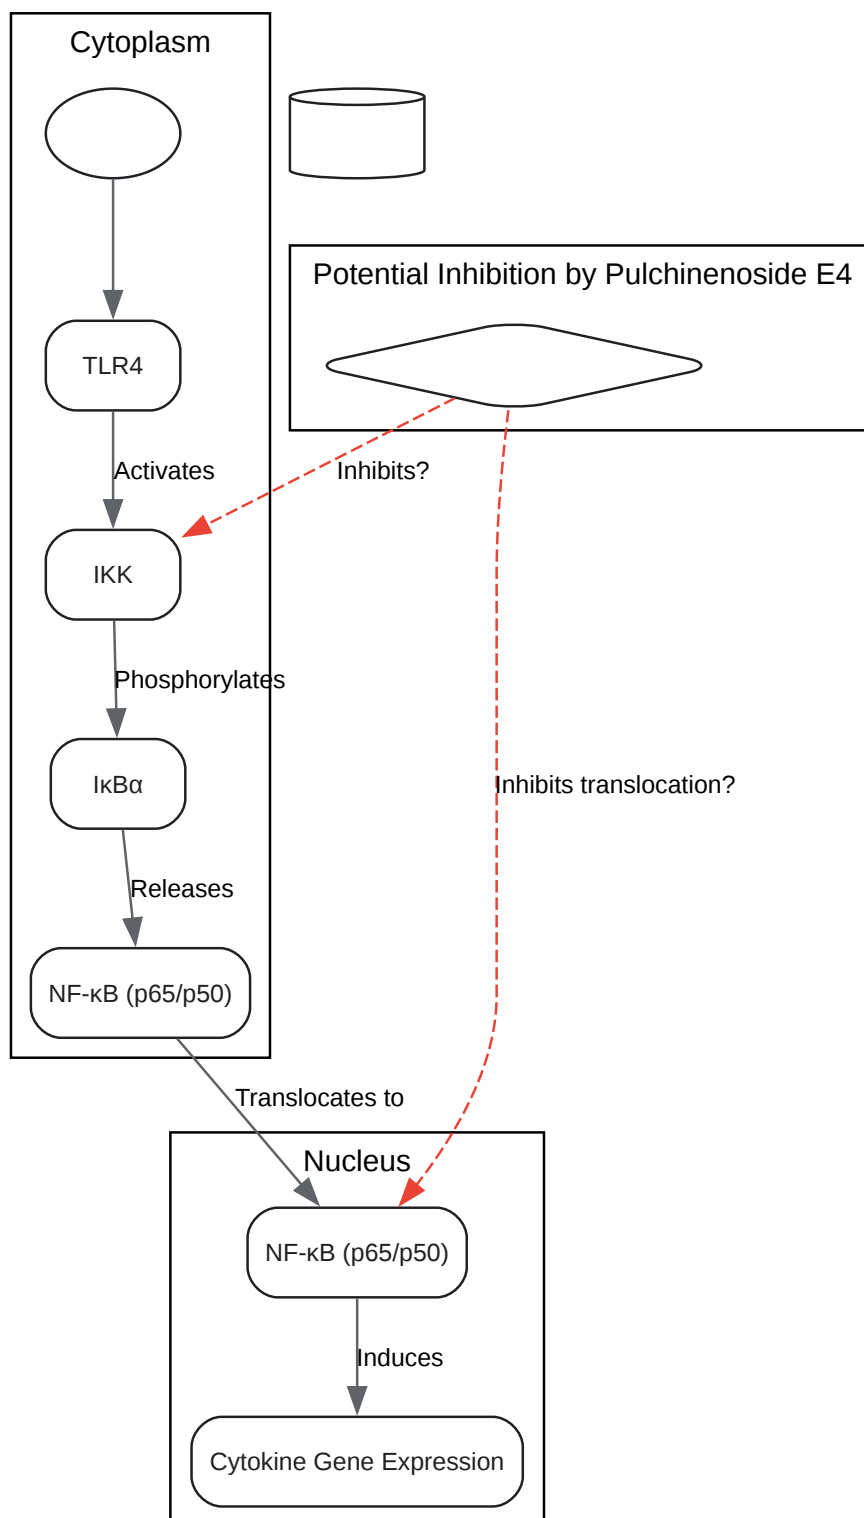 Cytoplasm
Potential Inhibition by Pulchinenoside E4
TLR4
Activates
Inhibits?
IKK
Phosphorylates
IκBα
Inhibits translocation?
Releases
NF-κB (p65/p50)
Translocates to
Nucleus
NF-κB (p65/p50)
Induces
Cytokine Gene Expression